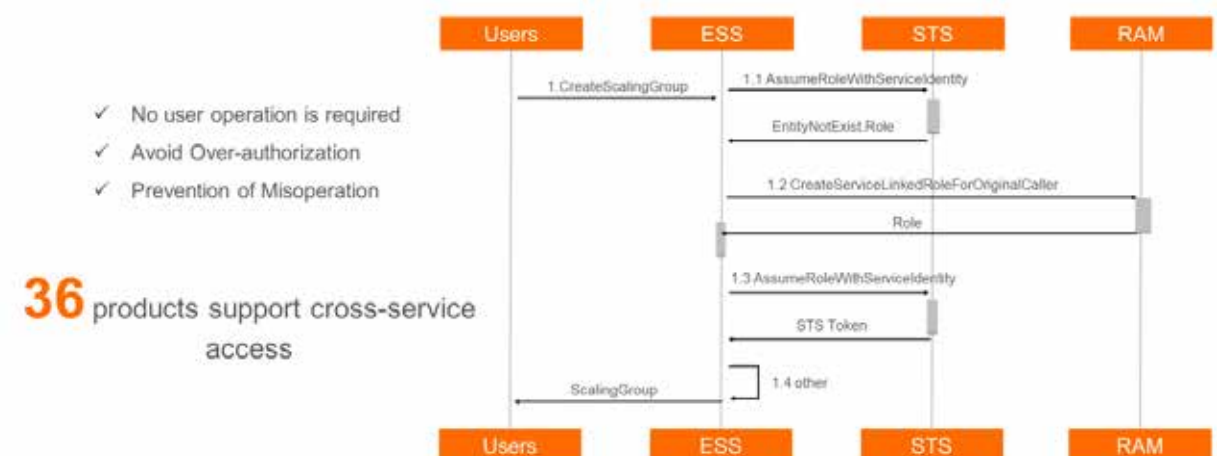 Users ESS STS RAM
1.CreateScalingGroup
1.1 AssumeRoleWithServiceIdentity
EntityNotExist.Role
1.2 CreateServiceLinkedRoleForOriginalCaller
Role
1.3 AssumeRoleWithServiceIdentity
STS Token
1.4 other
ScalingGroup
Users ESS STS RAM
✓ No user operation is required
✓ Avoid Over-authorization
✓ Prevention of Misoperation
36 products support cross-service
access